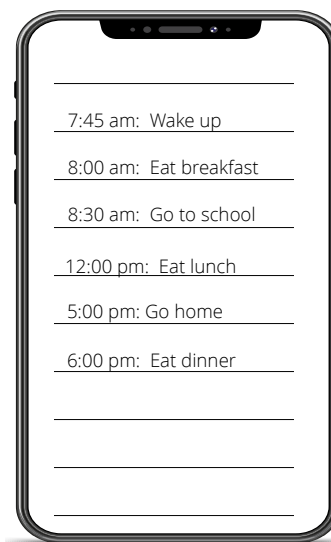 7:45 am: Wake up
8:00 am: Eat breakfast
8:30 am: Go to school
12:00 pm: Eat lunch
5:00 pm: Go home
6:00 pm: Eat dinner